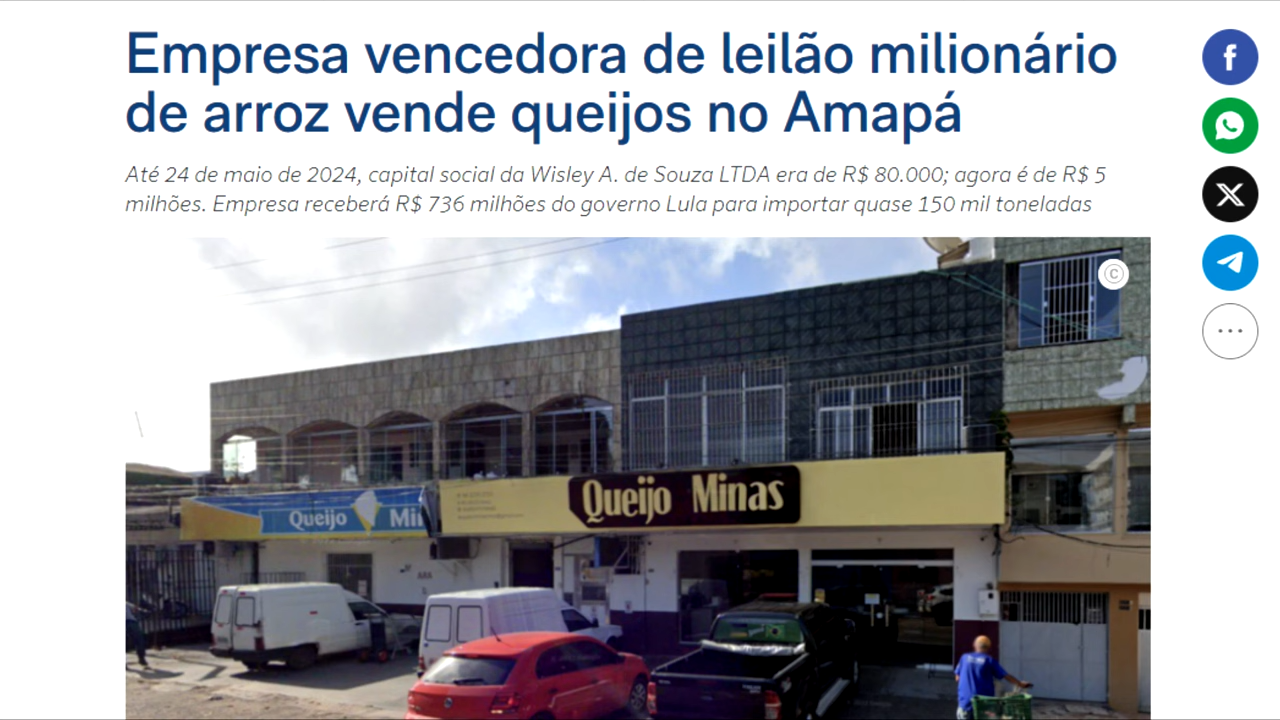 Empresa vencedora de leilão milionário
de arroz vende queijos no Amapá
Até 24 de maio de 2024, capital social da Wisley A. de Souza LTDA era de R$ 80.000; agora é de R$ 5
milhões. Empresa receberá R$ 736 milhões do governo Lula para importar quase 150 mil toneladas
©
Queijo Minas
Queijo Min